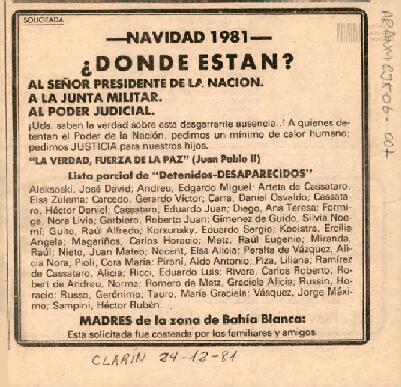 SOLICITADA
—NAVIDAD 1981—
¿DONDE ESTAN?
AL SEÑOR PRESIDENTE DE LA NACION.
A LA JUNTA MILITAR.
AL PODER JUDICIAL.
¡Uds. saben la verdad sobre esta desgarrante ausencia..! A quienes de-
tentan el Poder de la Nación, pedimos un mínimo de calor humano;
pedimos JUSTICIA para nuestros hijos.
"LA VERDAD, FUERZA DE LA PAZ" (Juan Pablo II)
Lista parcial de "Detenidos-DESAPARECIDOS"
Aleksoski, José David; Andreu, Edgardo Miguel; Arteta de Cassataro,
Elsa Zulema; Carcedo, Gerardo Víctor; Carra, Daniel Osvaldo; Cassata-
ro, Héctor Daniel; Cassataro, Eduardo Juan; Diego, Ana Teresa; Formi-
ga, Nora Livia; Garbiero, Roberto Juan; Gimenez de Guido, Silvia Noe-
mí; Guito, Raúl Alfredo; Korsunsky, Eduardo Sergio; Kooistra, Ercilis
Angela; Magariños, Carlos Horacio; Metz, Raúl Eugenio; Miranda,
Raúl; Nieto, Juan Mateo; Nocent, Elsa Alicia; Peralta de Vázquez, Ali-
cia Nora; Pioli, Cora María; Pirani, Aldo Antonio; Piza, Liliana; Ramírez
de Cassataro, Alicia; Ricci, Eduardo Luis; Rivera, Carlos Roberto; Ro-
bert de Andreu, Norma; Romero de Metz, Graciela Alicia; Russin, Ho-
racio; Russo, Gerónimo; Tauro, María Graciela; Vásquez, Jorge Máxi-
mo; Sampini, Héctor Rubén.
MADRES de la zona de Bahía Blanca:
Esta solicitada fue costeada por los familiares y amigos.
CLARIN 24-12-81